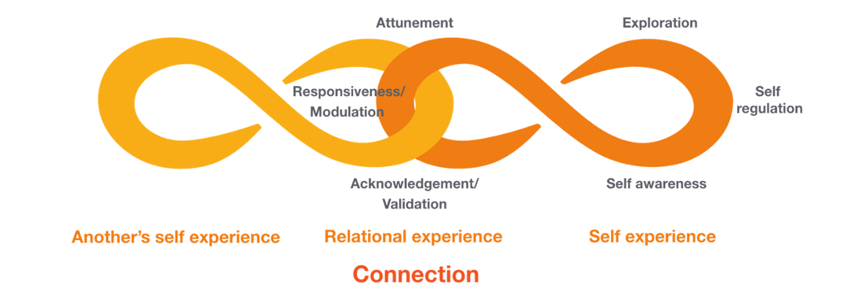 Attunement
Exploration
Responsiveness/
Modulation
Self
regulation
Acknowledgement/
Validation
Self awareness
Another's self experience
Relational experience
Self experience
Connection